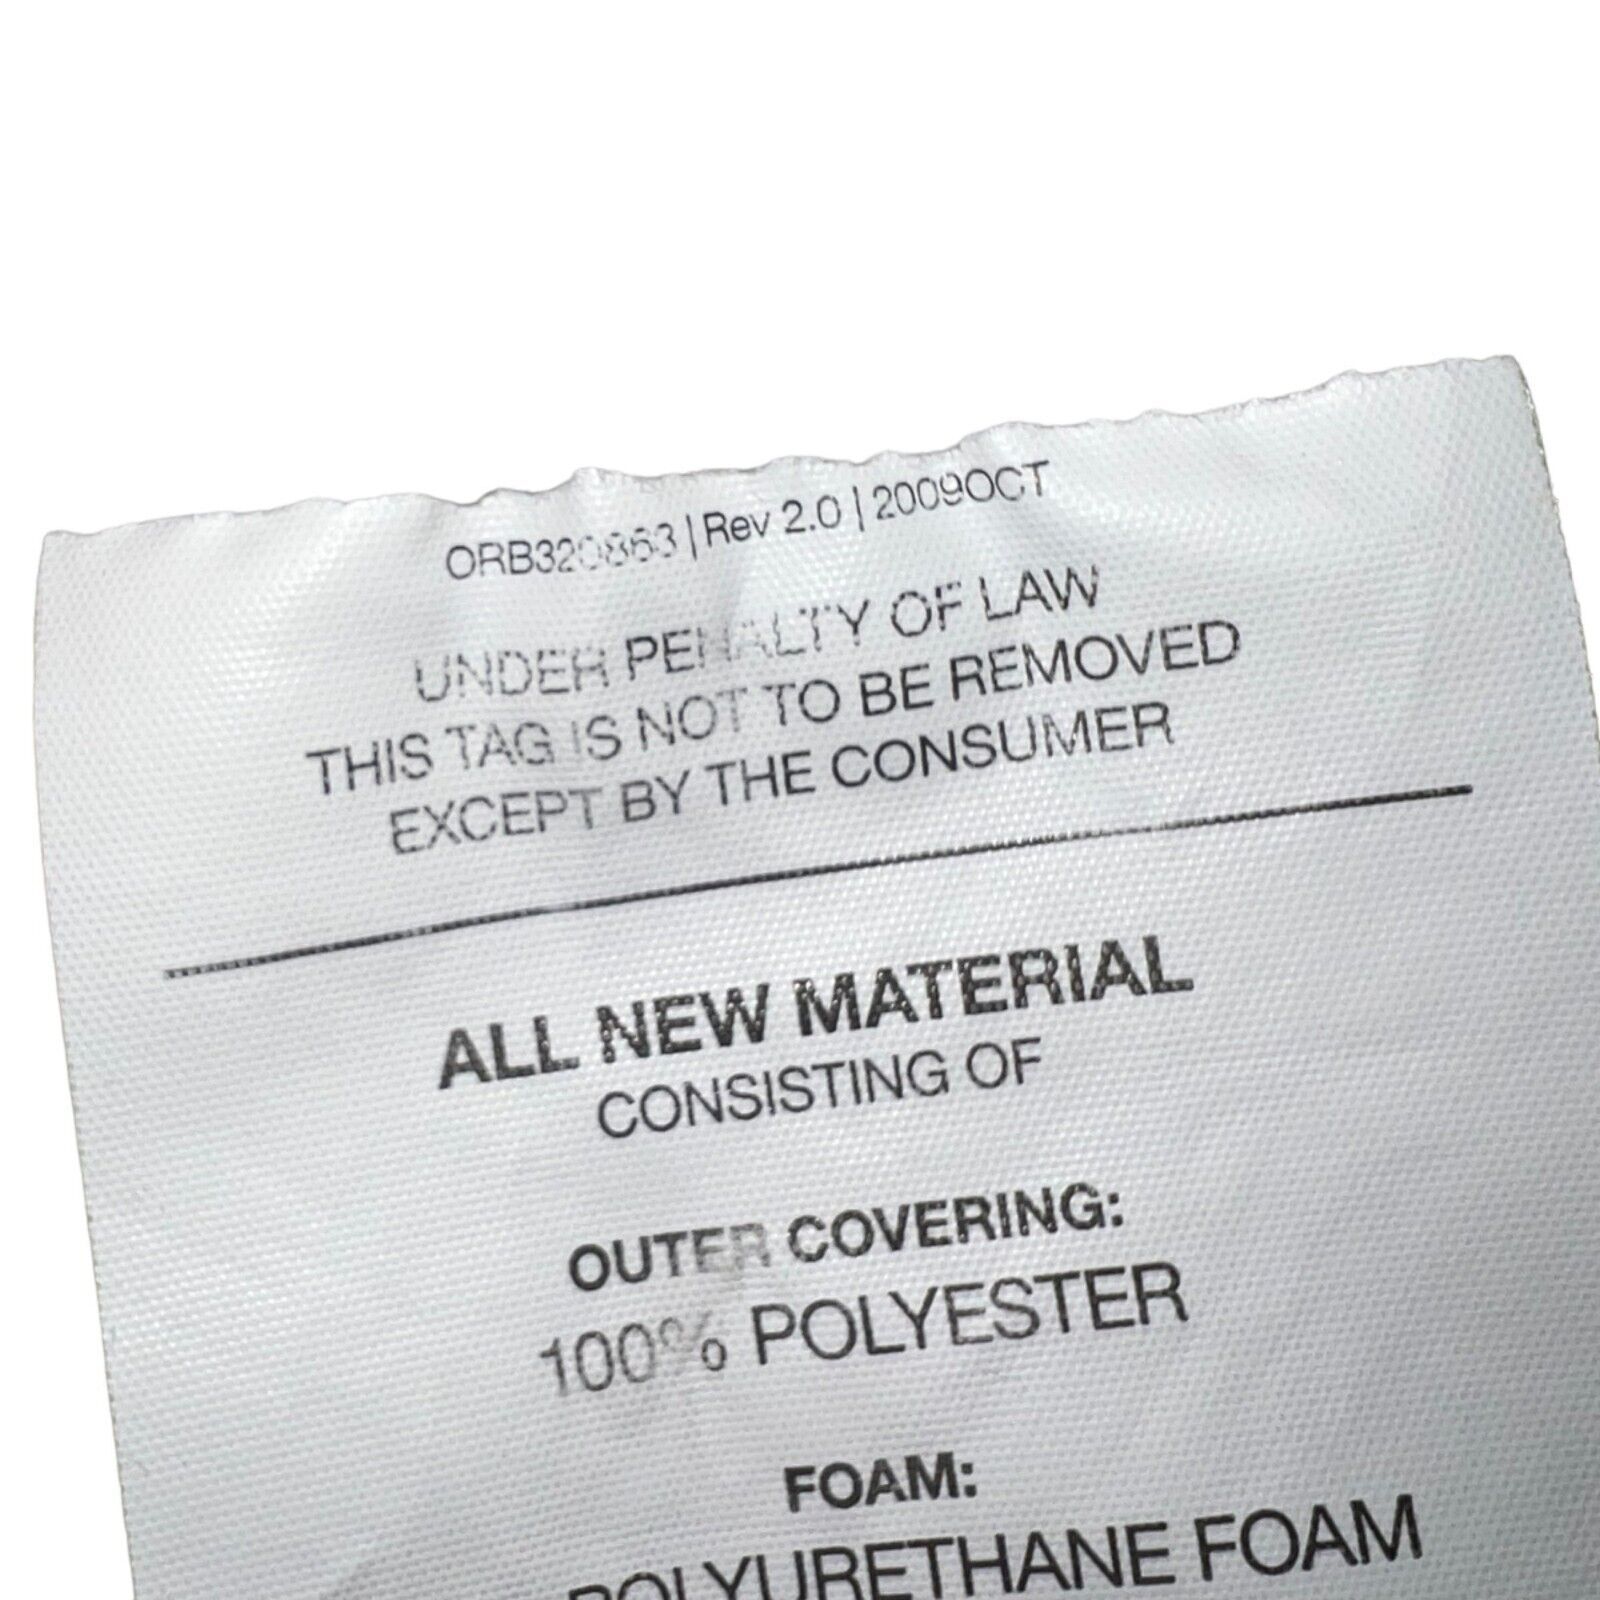 ORB320863 | Rev 2.0 | 2009OCT
UNDER PENALTY OF LAW
THIS TAG IS NOT TO BE REMOVED
EXCEPT BY THE CONSUMER
ALL NEW MATERIAL
CONSISTING OF
OUTER COVERING:
100% POLYESTER
FOAM:
POLYURETHANE FOAM